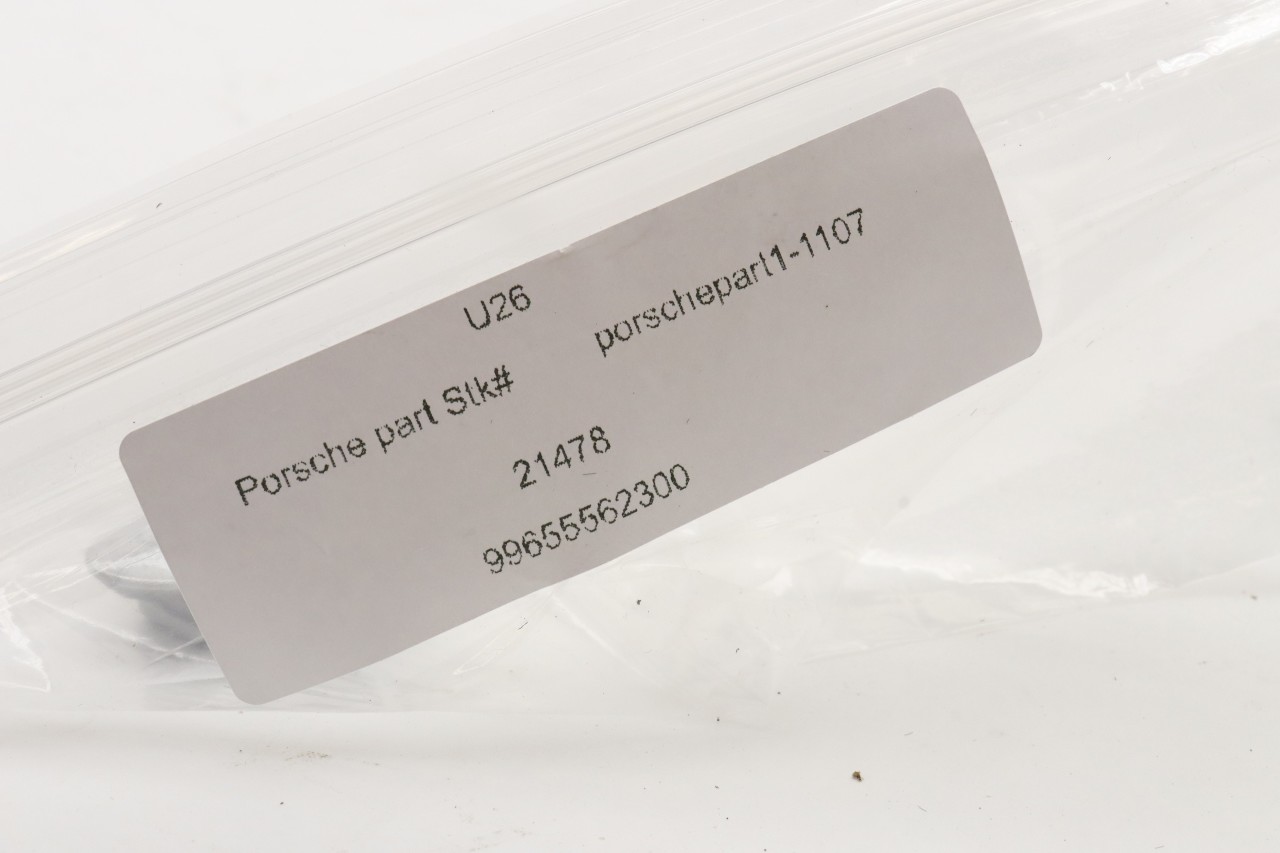 U26
Porsche part Stk# porschepart1-1107
21478
99655562300